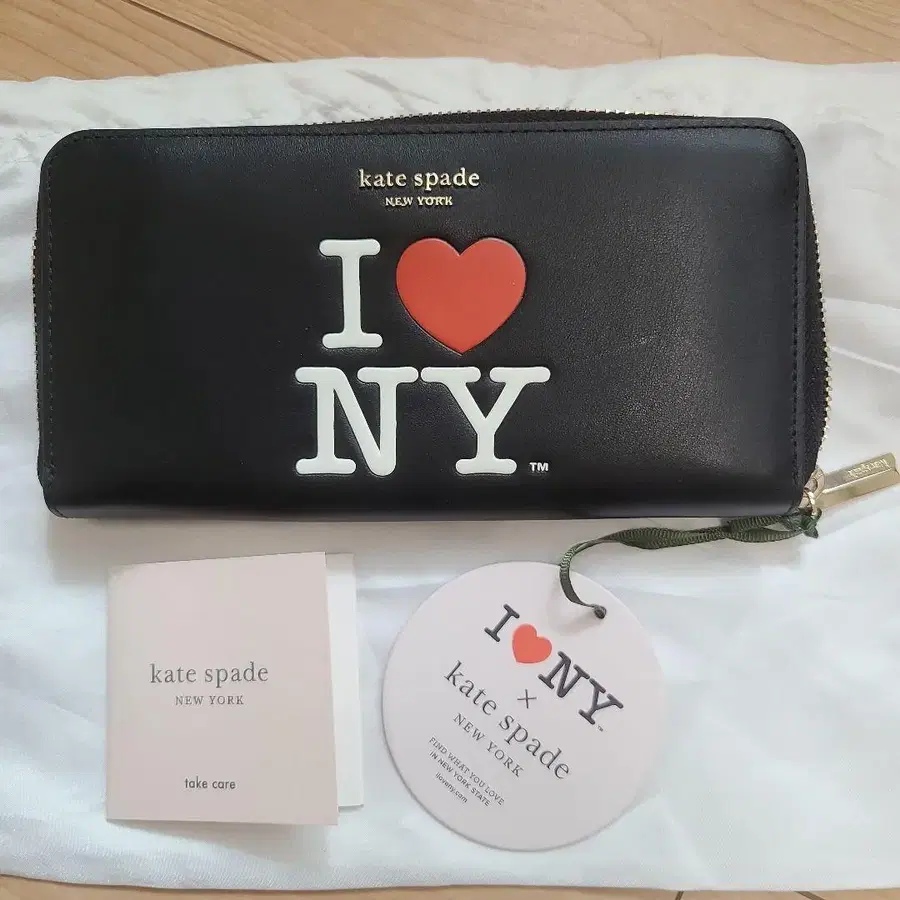 kate spade
NEW YORK
I ❤
NY™
kate spade
NEW YORK
take care
I ❤ NY™
×
kate spade
NEW YORK
FIND WHAT YOU LOVE
IN NEW YORK STATE
iloveny.com